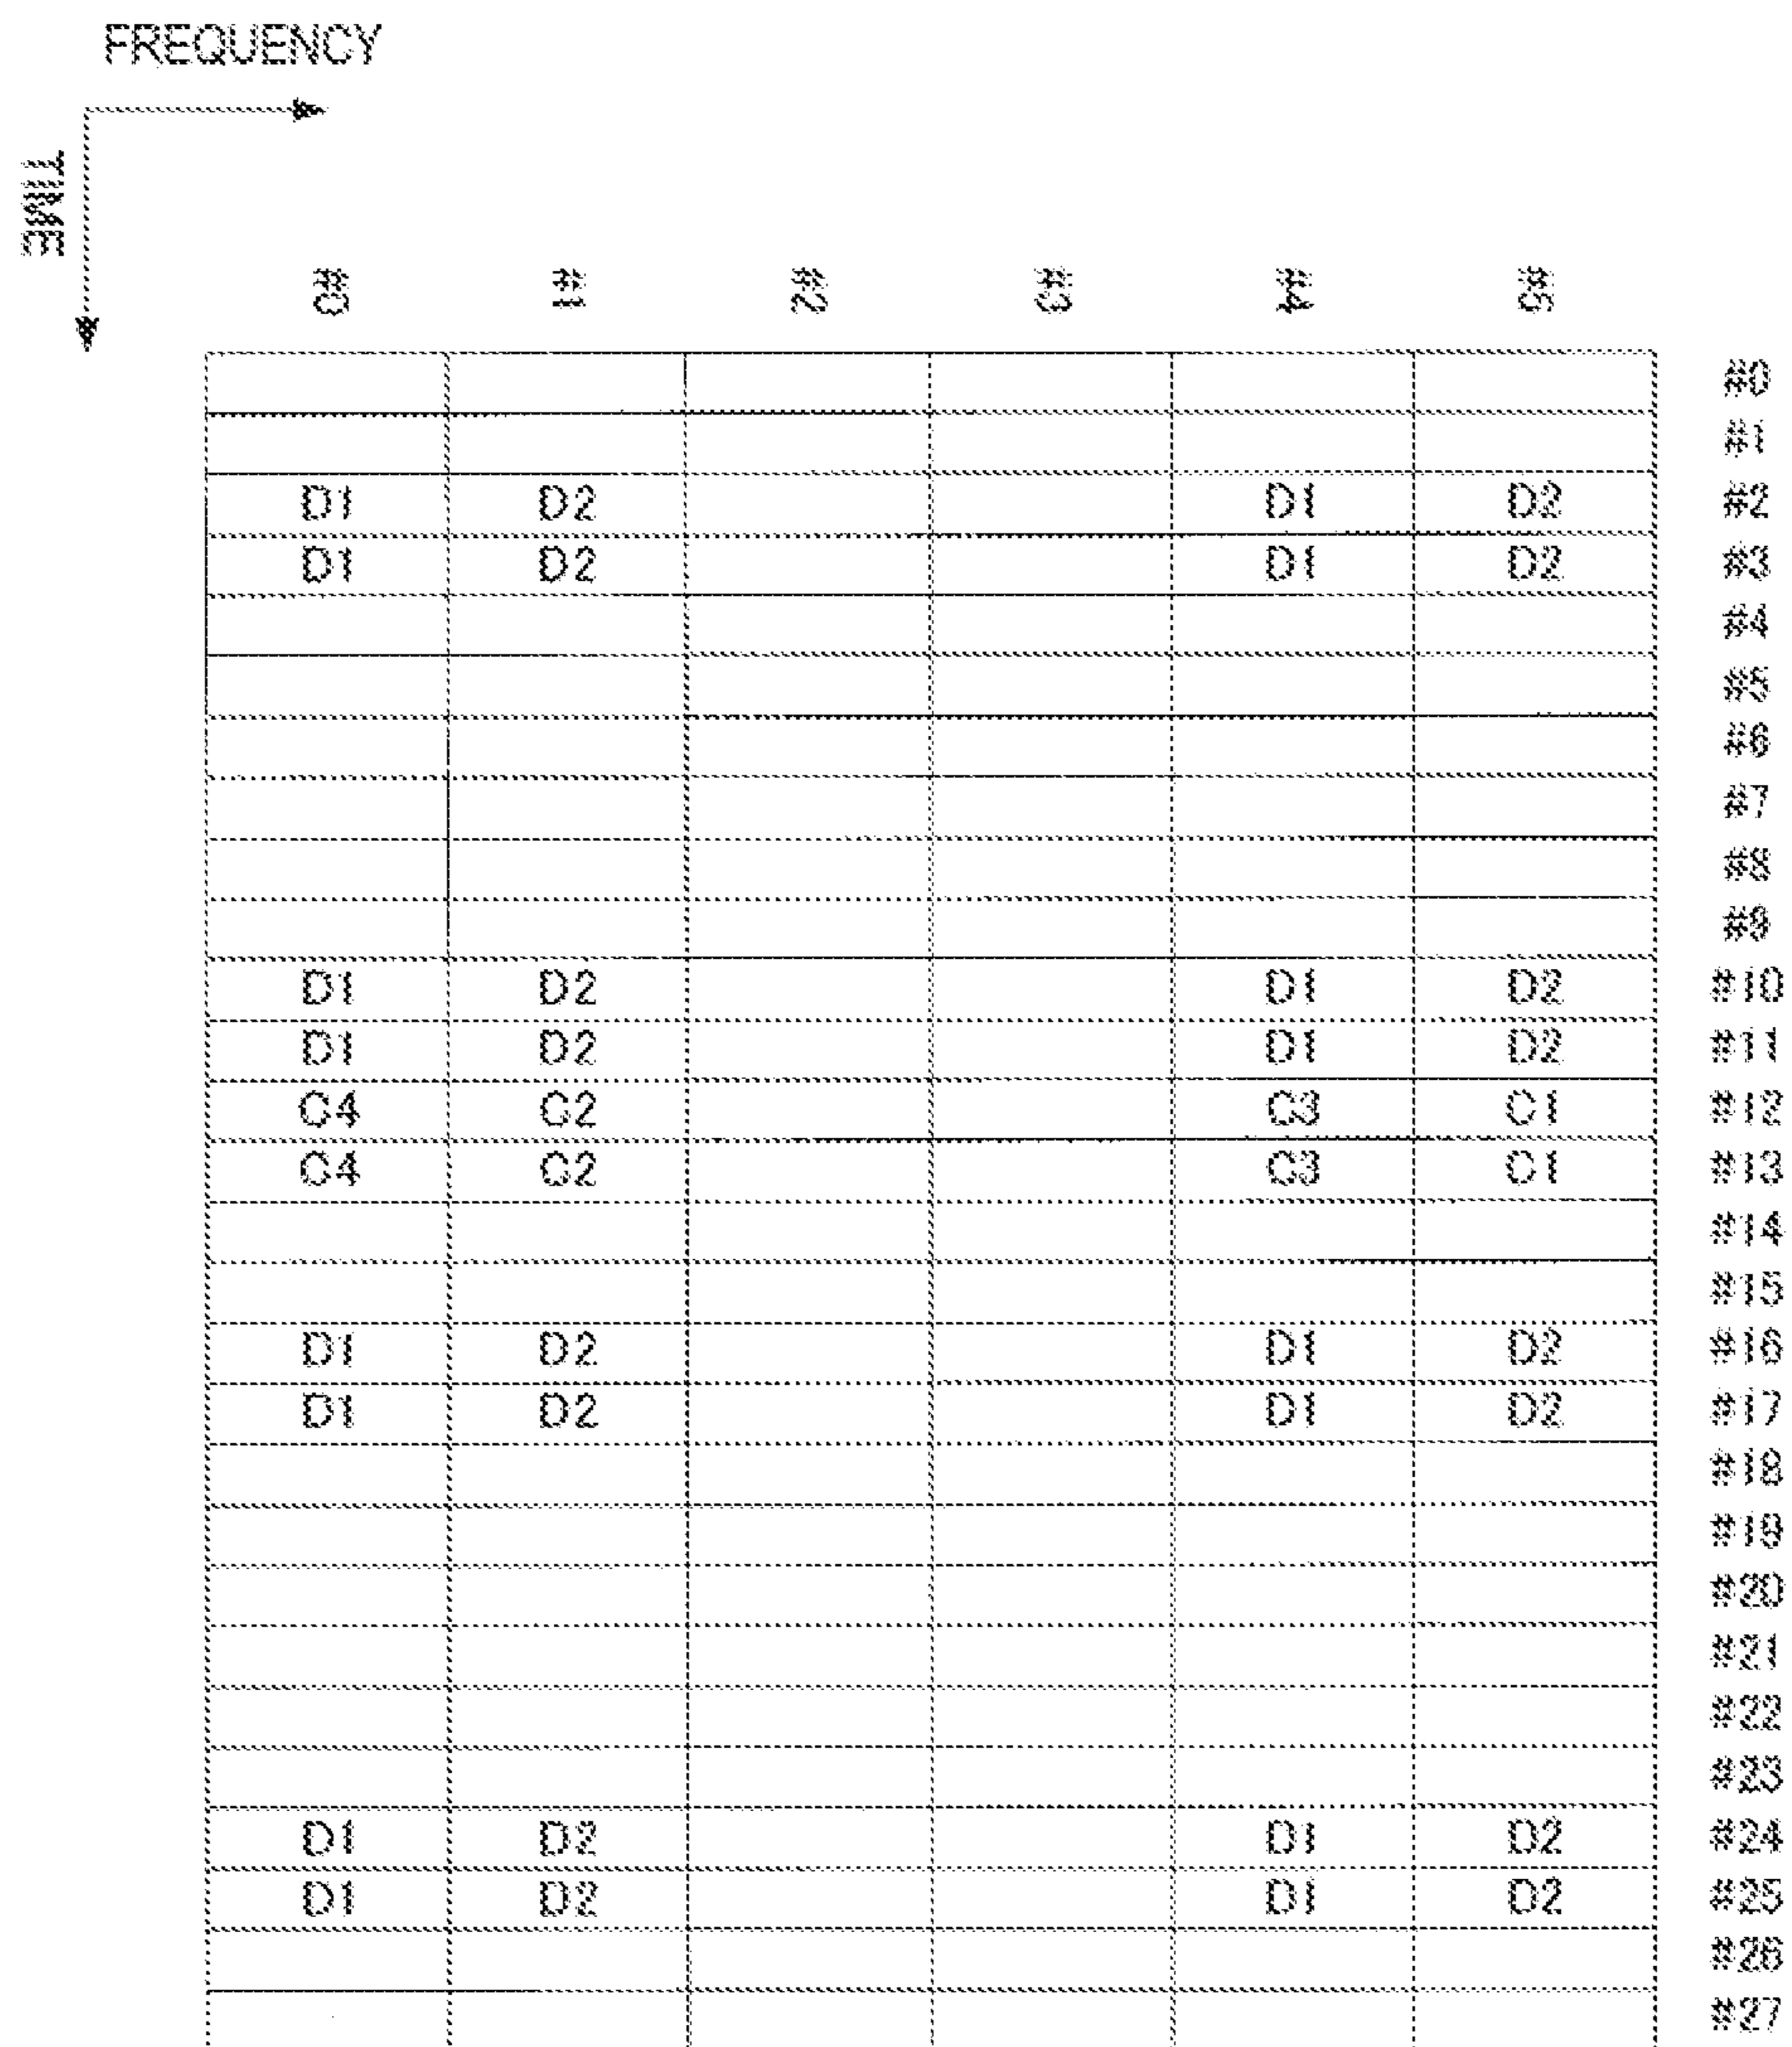 FREQUENCY
TIME
#0 #1 #2 #3 #4 #5
#0
#1
D1 D2 D1 D2 #2
D1 D2 D1 D2 #3
#4
#5
#6
#7
#8
#9
D1 D2 D1 D2 #10
D1 D2 D1 D2 #11
C4 C2 C3 C1 #12
C4 C2 C3 C1 #13
#14
#15
D1 D2 D1 D2 #16
D1 D2 D1 D2 #17
#18
#19
#20
#21
#22
#23
D1 D2 D1 D2 #24
D1 D2 D1 D2 #25
#26
#27